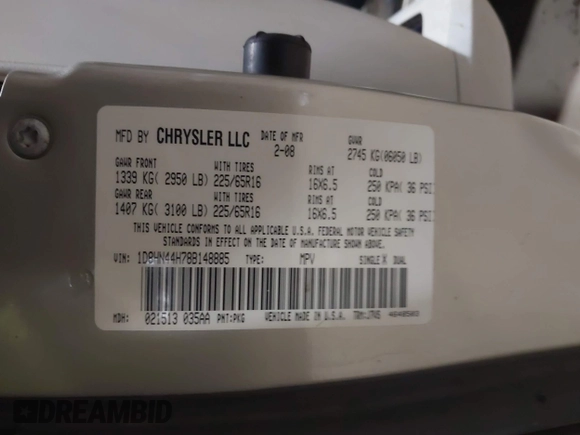 MFD BY CHRYSLER LLC DATE OF MFR GVWR
2-08 2745 KG(06050 LB)
GAWR FRONT WITH TIRES RIMS AT COLD
1339 KG( 2950 LB) 225/65R16 16X6.5 250 KPA( 36 PSI)
GAWR REAR WITH TIRES RIMS AT COLD
1407 KG( 3100 LB) 225/65R16 16X6.5 250 KPA( 36 PSI
THIS VEHICLE CONFORMS TO ALL APPLICABLE U.S.A. FEDERAL MOTOR VEHICLE SAFETY
STANDARDS IN EFFECT ON THE DATE OF MANUFACTURE SHOWN ABOVE.
VIN: 1D8HN44H78B148885 TYPE: MPV SINGLE X DUAL
MDH: 021513 035AA PNT:PKG VEHICLE MADE IN U.S.A. TRM:J7N5 4648503
DREAMBID